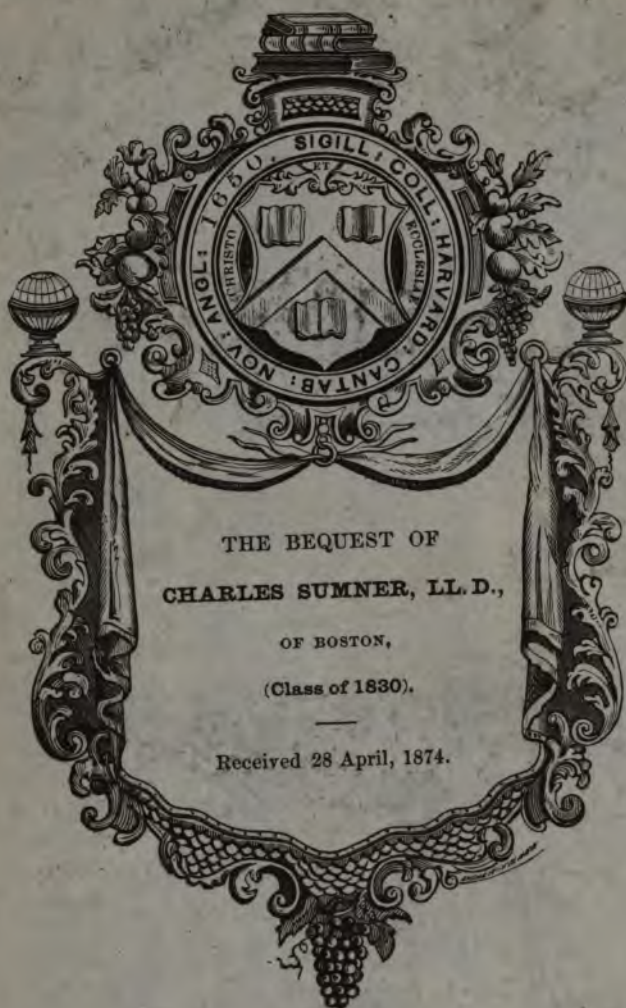 SIGILL: COLL: HARVARD: CANTAB: NOV: ANGL: 1650.
ET
CHRISTO
ECCLESIAE
THE BEQUEST OF
CHARLES SUMNER, LL.D.,
OF BOSTON,
(Class of 1830).
Received 28 April, 1874.